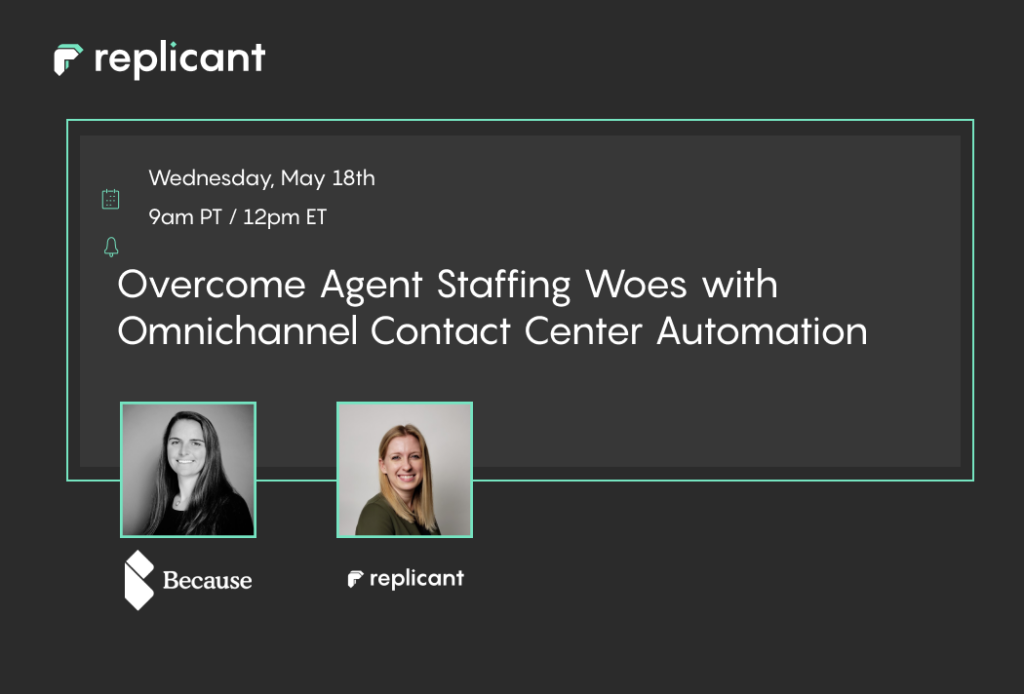 replicant
Wednesday, May 18th
9am PT / 12pm ET
Overcome Agent Staffing Woes with
Omnichannel Contact Center Automation
Because
replicant